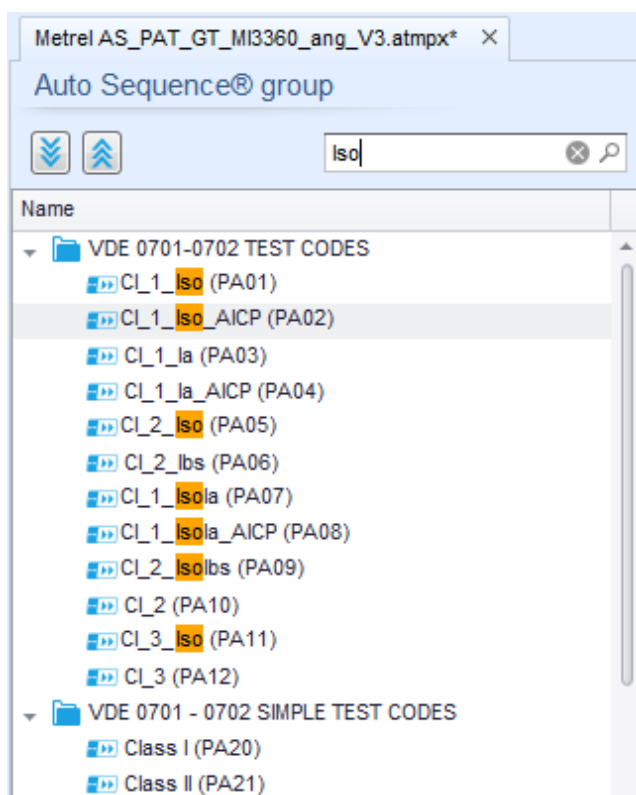 Metrel AS_PAT_GT_MI3360_ang_V3.atmpx*
Auto Sequence® group
Iso
Name
VDE 0701-0702 TEST CODES
Cl_1_Iso (PA01)
Cl_1_Iso_AICP (PA02)
Cl_1_Ia (PA03)
Cl_1_Ia_AICP (PA04)
Cl_2_Iso (PA05)
Cl_2_Ibs (PA06)
Cl_1_IsoIa (PA07)
Cl_1_IsoIa_AICP (PA08)
Cl_2_IsoIbs (PA09)
Cl_2 (PA10)
Cl_3_Iso (PA11)
Cl_3 (PA12)
VDE 0701 - 0702 SIMPLE TEST CODES
Class I (PA20)
Class II (PA21)